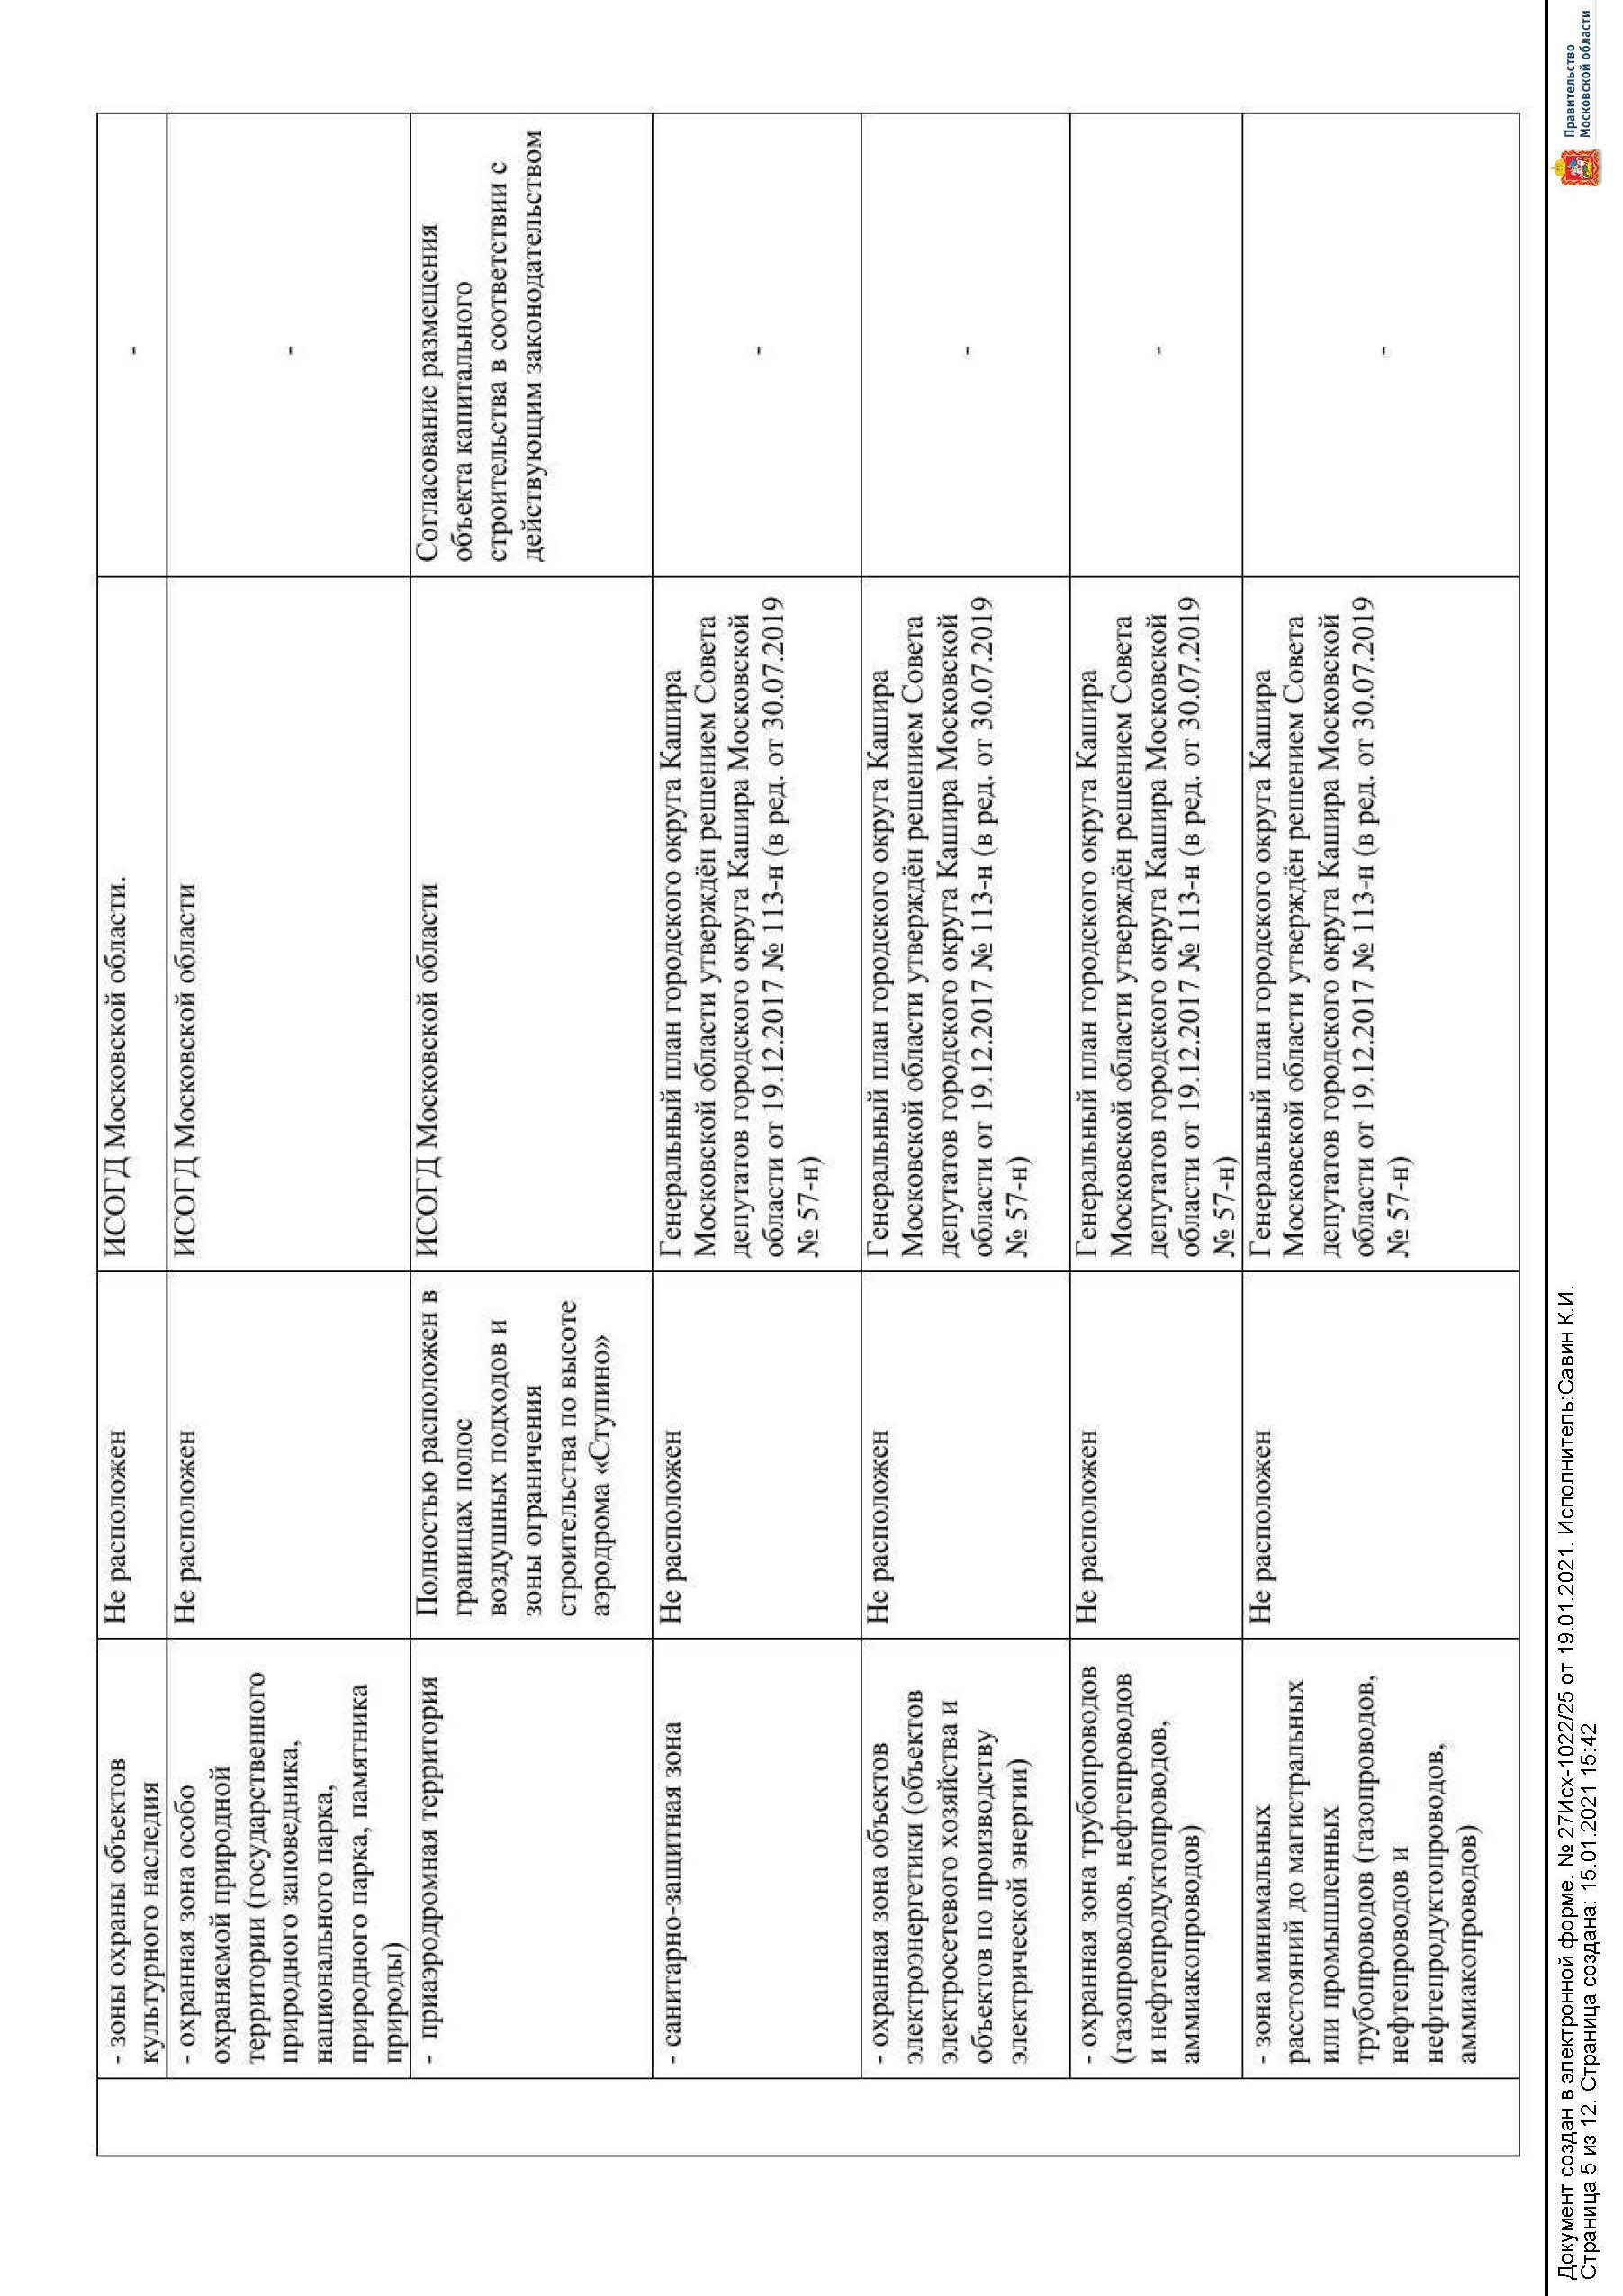 - зоны охраны объектов
культурного наследия
Не расположен
ИСОГД Московской области.
-
- охранная зона особо
охраняемой природной
территории (государственного
природного заповедника,
национального парка,
природного парка, памятника
природы)
Не расположен
ИСОГД Московской области
-
- приаэродромная территория
Полностью расположен в
границах полос
воздушных подходов и
зоны ограничения
строительства по высоте
аэродрома «Ступино»
ИСОГД Московской области
Согласование размещения
объекта капитального
строительства в соответствии с
действующим законодательством
- санитарно-защитная зона
Не расположен
Генеральный план городского округа Кашира
Московской области утверждён решением Совета
депутатов городского округа Кашира Московской
области от 19.12.2017 № 113-н (в ред. от 30.07.2019
№ 57-н)
-
- охранная зона объектов
электроэнергетики (объектов
электросетевого хозяйства и
объектов по производству
электрической энергии)
Не расположен
Генеральный план городского округа Кашира
Московской области утверждён решением Совета
депутатов городского округа Кашира Московской
области от 19.12.2017 № 113-н (в ред. от 30.07.2019
№ 57-н)
-
- охранная зона трубопроводов
(газопроводов, нефтепроводов
и нефтепродуктопроводов,
аммиакопроводов)
Не расположен
Генеральный план городского округа Кашира
Московской области утверждён решением Совета
депутатов городского округа Кашира Московской
области от 19.12.2017 № 113-н (в ред. от 30.07.2019
№ 57-н)
-
- зона минимальных
расстояний до магистральных
или промышленных
трубопроводов (газопроводов,
нефтепроводов и
нефтепродуктопроводов,
аммиакопроводов)
Не расположен
Генеральный план городского округа Кашира
Московской области утверждён решением Совета
депутатов городского округа Кашира Московской
области от 19.12.2017 № 113-н (в ред. от 30.07.2019
№ 57-н)
-
Документ создан в электронной форме. № 27Исх-1022/25 от 19.01.2021. Исполнитель:Савин К.И.
Страница 5 из 12. Страница создана: 15.01.2021 15:42
Правительство
Московской области